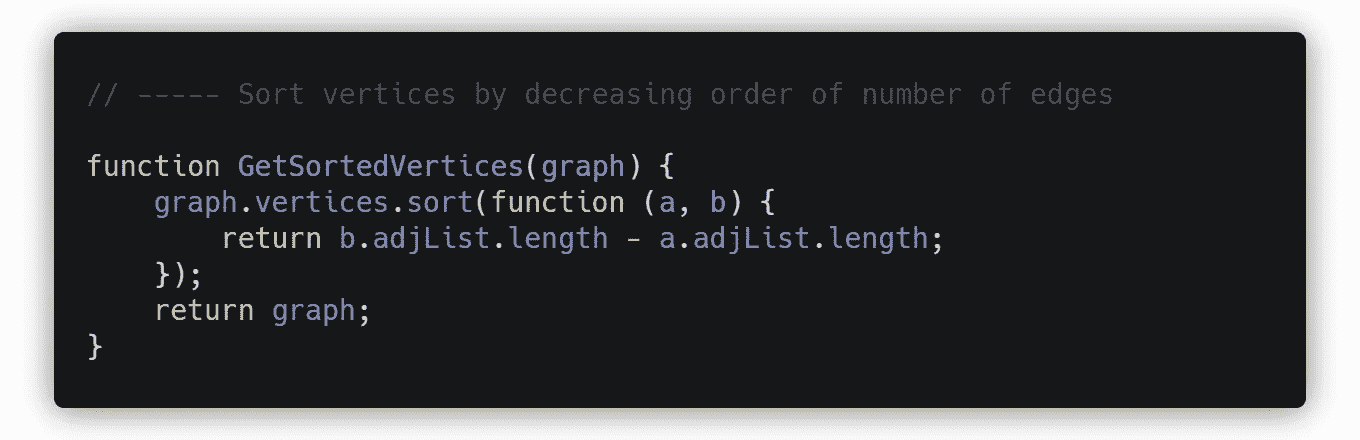 // ----- Sort vertices by decreasing order of number of edges
function GetSortedVertices(graph) {
    graph.vertices.sort(function (a, b) {
        return b.adjList.length - a.adjList.length;
    });
    return graph;
}